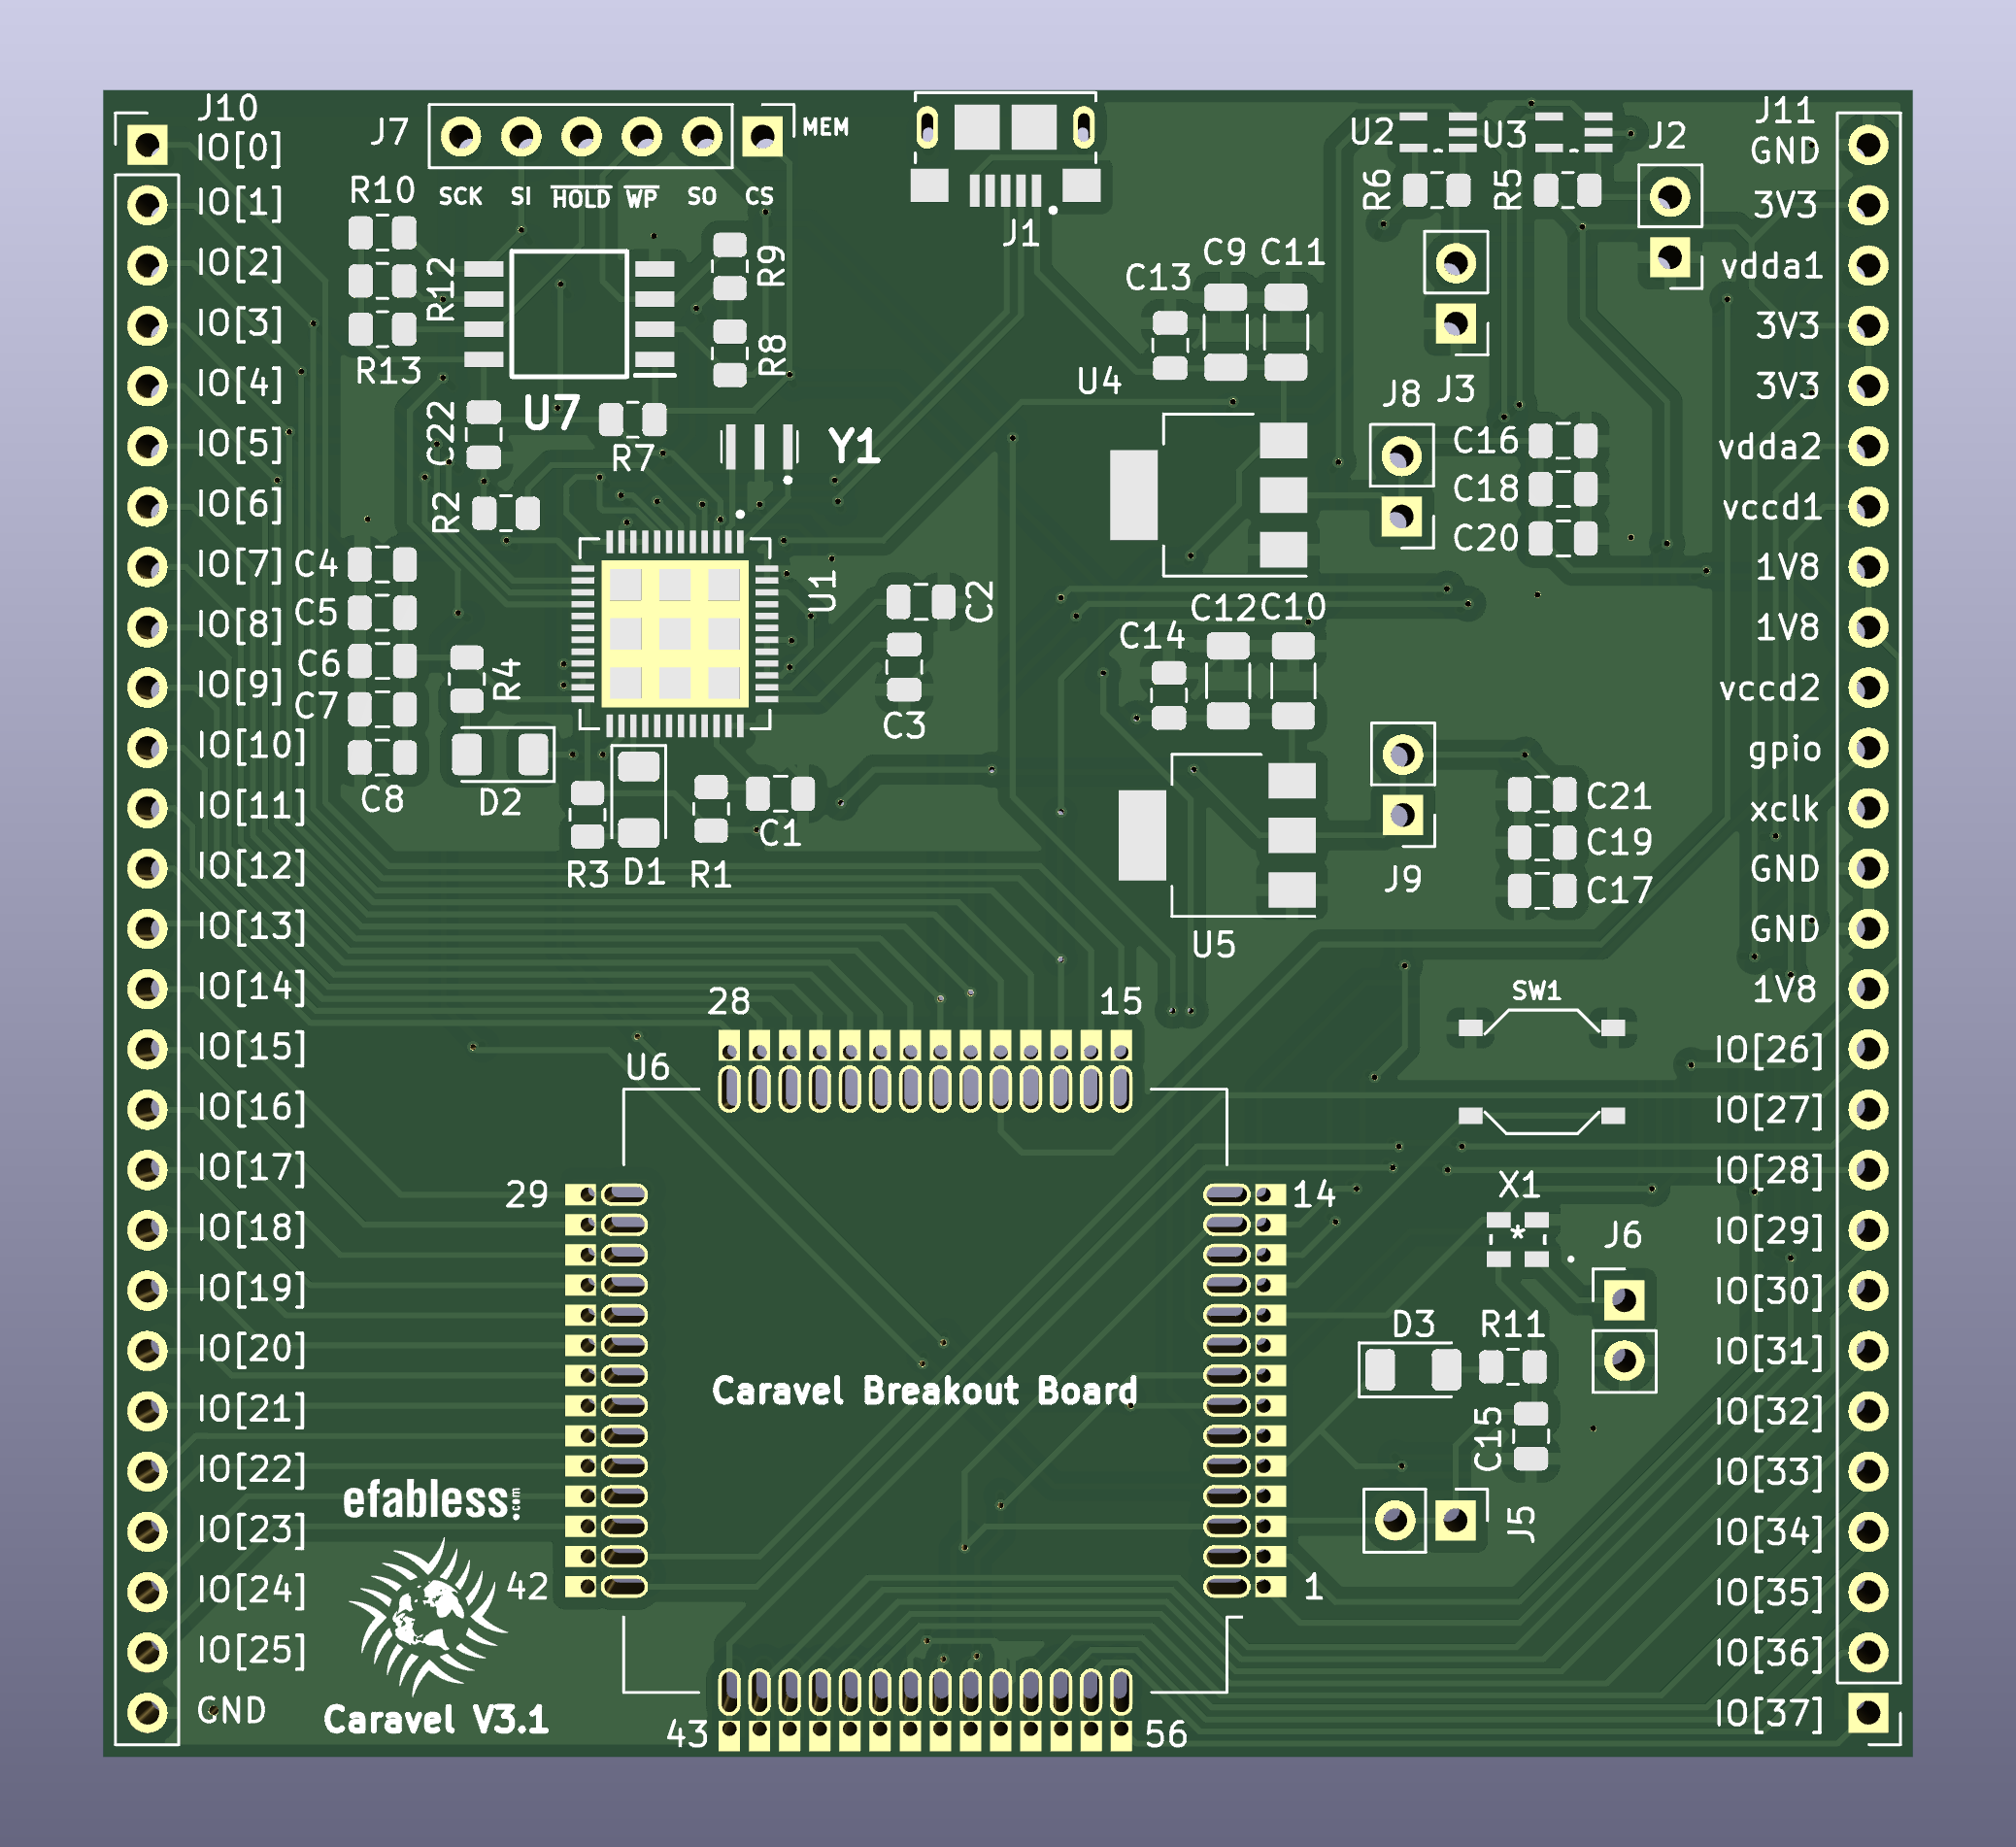 J10
IO[0]
IO[1]
IO[2]
IO[3]
IO[4]
IO[5]
IO[6]
IO[7]
IO[8]
IO[9]
IO[10]
IO[11]
IO[12]
IO[13]
IO[14]
IO[15]
IO[16]
IO[17]
IO[18]
IO[19]
IO[20]
IO[21]
IO[22]
IO[23]
IO[24]
IO[25]
GND
J7
MEM
SCK SI HOLD WP SO CS
R10
R12
R13
R9
R8
C22
U7
R7
Y1
R2
C4
C5
C6
C7
C8
R4
D2
U1
C2
C3
R3
D1
R1
C1
J1
U2
U3
J2
R6
R5
C13
C9
C11
U4
J3
J8
C16
C18
C20
C14
C12
C10
U5
J9
C21
C19
C17
SW1
X1
J6
D3
R11
C15
J5
28
15
U6
29
14
Caravel Breakout Board
42
1
43
56
efabless.com
Caravel V3.1
J11
GND
3V3
vdda1
3V3
3V3
vdda2
vccd1
1V8
1V8
vccd2
gpio
xclk
GND
GND
1V8
IO[26]
IO[27]
IO[28]
IO[29]
IO[30]
IO[31]
IO[32]
IO[33]
IO[34]
IO[35]
IO[36]
IO[37]